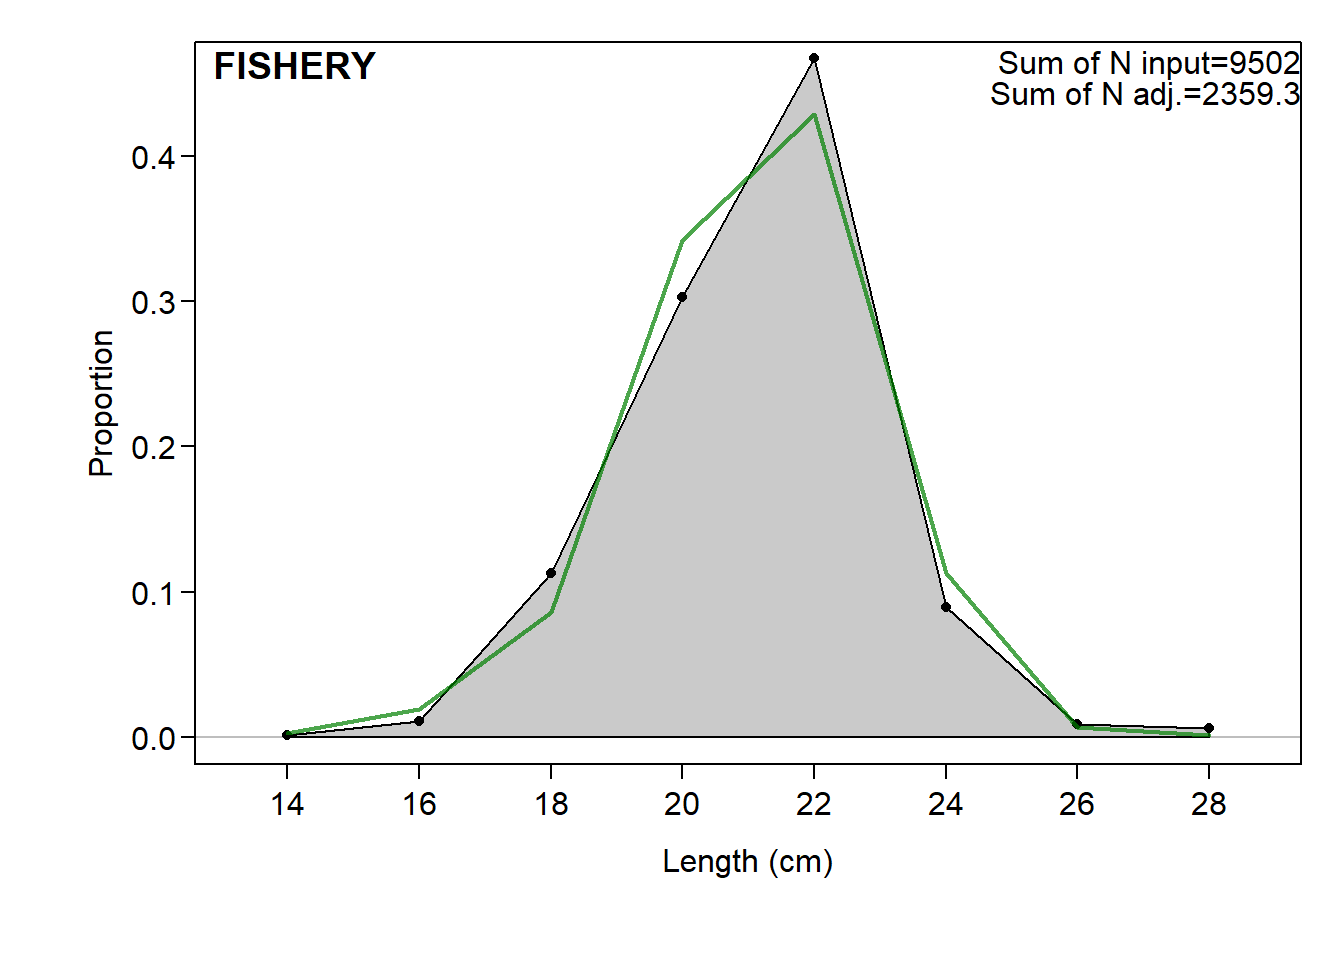 FISHERY
Sum of N input=9502
Sum of N adj.=2359.3
Proportion
0.4
0.3
0.2
0.1
0.0
14 16 18 20 22 24 26 28
Length (cm)